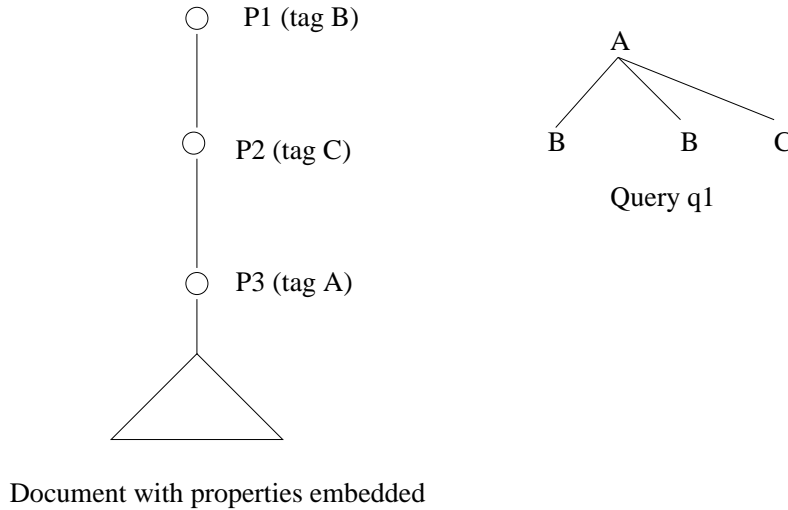 P1 (tag B)
P2 (tag C)
P3 (tag A)
Document with properties embedded
A
B B C
Query q1